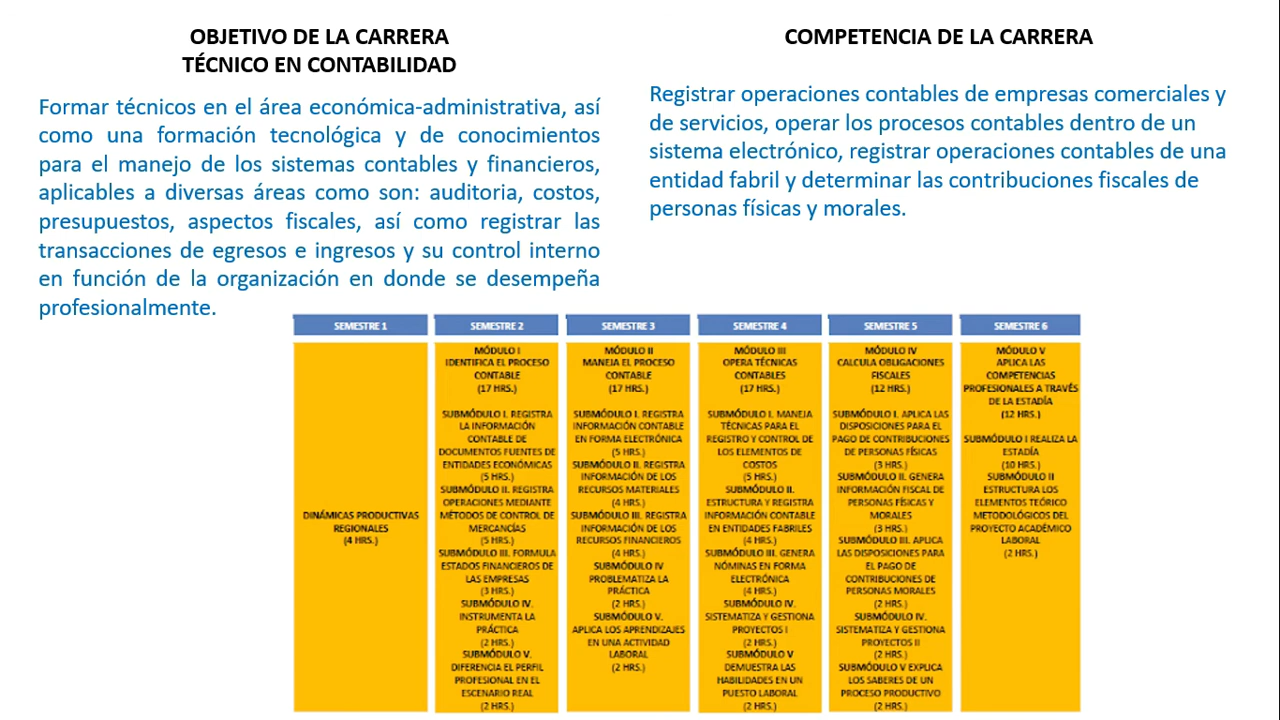 OBJETIVO DE LA CARRERA
TÉCNICO EN CONTABILIDAD
Formar técnicos en el área económica-administrativa, así
como una formación tecnológica y de conocimientos
para el manejo de los sistemas contables y financieros,
aplicables a diversas áreas como son: auditoria, costos,
presupuestos, aspectos fiscales, así como registrar las
transacciones de egresos e ingresos y su control interno
en función de la organización en donde se desempeña
profesionalmente.
COMPETENCIA DE LA CARRERA
Registrar operaciones contables de empresas comerciales y
de servicios, operar los procesos contables dentro de un
sistema electrónico, registrar operaciones contables de una
entidad fabril y determinar las contribuciones fiscales de
personas físicas y morales.
SEMESTRE 1
DINÁMICAS PRODUCTIVAS
REGIONALES
(4 HRS.)
SEMESTRE 2
MÓDULO I
IDENTIFICA EL PROCESO
CONTABLE
(17 HRS.)
SUBMÓDULO I. REGISTRA
LA INFORMACIÓN
CONTABLE DE
DOCUMENTOS FUENTES DE
ENTIDADES ECONÓMICAS
(5 HRS.)
SUBMÓDULO II. REGISTRA
OPERACIONES MEDIANTE
MÉTODOS DE CONTROL DE
MERCANCÍAS
(5 HRS.)
SUBMÓDULO III. FORMULA
ESTADOS FINANCIEROS DE
LAS EMPRESAS
(3 HRS.)
SUBMÓDULO IV.
INSTRUMENTA LA
PRÁCTICA
(2 HRS.)
SUBMÓDULO V.
DIFERENCIA EL PERFIL
PROFESIONAL EN EL
ESCENARIO REAL
(2 HRS.)
SEMESTRE 3
MÓDULO II
MANEJA EL PROCESO
CONTABLE
(17 HRS.)
SUBMÓDULO I. REGISTRA
INFORMACIÓN CONTABLE
EN FORMA ELECTRÓNICA
(5 HRS.)
SUBMÓDULO II. REGISTRA
INFORMACIÓN DE LOS
RECURSOS MATERIALES
(4 HRS.)
SUBMÓDULO III. REGISTRA
INFORMACIÓN DE LOS
RECURSOS FINANCIEROS
(4 HRS.)
SUBMÓDULO IV
PROBLEMATIZA LA
PRÁCTICA
(2 HRS.)
SUBMÓDULO V.
APLICA LOS APRENDIZAJES
EN UNA ACTIVIDAD
LABORAL
(2 HRS.)
SEMESTRE 4
MÓDULO III
OPERA TÉCNICAS
CONTABLES
(17 HRS.)
SUBMÓDULO I. MANEJA
TÉCNICAS PARA EL
REGISTRO Y CONTROL DE
LOS ELEMENTOS DE
COSTOS
(5 HRS.)
SUBMÓDULO II.
ESTRUCTURA Y REGISTRA
INFORMACIÓN CONTABLE
EN ENTIDADES FABRILES
(4 HRS.)
SUBMÓDULO III. GENERA
NÓMINAS EN FORMA
ELECTRÓNICA
(4 HRS.)
SUBMÓDULO IV.
SISTEMATIZA Y GESTIONA
PROYECTOS I
(2 HRS.)
SUBMÓDULO V
DEMUESTRA LAS
HABILIDADES EN UN
PUESTO LABORAL
(2 HRS.)
SEMESTRE 5
MÓDULO IV
CALCULA OBLIGACIONES
FISCALES
(12 HRS.)
SUBMÓDULO I. APLICA LAS
DISPOSICIONES PARA EL
PAGO DE CONTRIBUCIONES
DE PERSONAS FÍSICAS
(3 HRS.)
SUBMÓDULO II. GENERA
INFORMACIÓN FISCAL DE
PERSONAS FÍSICAS Y
MORALES
(3 HRS.)
SUBMÓDULO III. APLICA
LAS DISPOSICIONES PARA
EL PAGO DE
CONTRIBUCIONES DE
PERSONAS MORALES
(2 HRS.)
SUBMÓDULO IV.
SISTEMATIZA Y GESTIONA
PROYECTOS II
(2 HRS.)
SUBMÓDULO V EXPLICA
LOS SABERES DE UN
PROCESO PRODUCTIVO
(2 HRS.)
SEMESTRE 6
MÓDULO V
APLICA LAS
COMPETENCIAS
PROFESIONALES A TRAVÉS
DE LA ESTADÍA
(12 HRS.)
SUBMÓDULO I REALIZA LA
ESTADÍA
(10 HRS.)
SUBMÓDULO II
ESTRUCTURA LOS
ELEMENTOS TEÓRICO
METODOLÓGICOS DEL
PROYECTO ACADÉMICO
LABORAL
(2 HRS.)